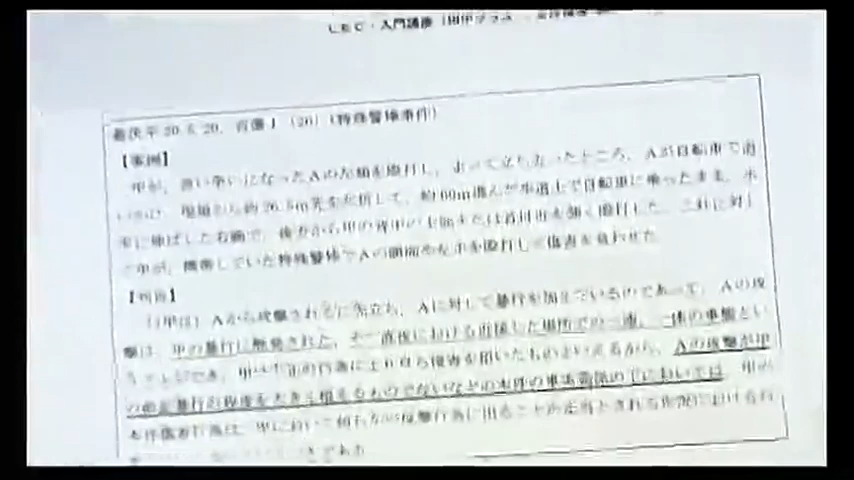 LEC・入門講座
最決平20.5.20、百選Ⅰ（26）（特殊警棒事件）
【事例】
甲が、言い争いになったAの左頬を殴打し、走って立ち去ったところ、Aが自転車で追
いかけ、現場から約26.5m先を左折して、約60m進んだ歩道上で自転車に乗ったまま、水
平に伸ばした右腕で、後方から甲の背中の上部または首付近を強く殴打した。これに対し
て甲が、携帯していた特殊警棒でAの顔面や左手を殴打して傷害を負わせた
【判旨】
「甲は）Aから攻撃されるに先立ち、Aに対して暴行を加えているのであって、Aの攻
撃は、甲の暴行に触発された、その直後における近接した場所での一連、一体の事態とい
うことができ、甲は不正の行為により自ら侵害を招いたものといえるから、Aの攻撃が甲
の前記暴行の程度を大きく超えるものでないなどの本件の事実関係の下においては、甲の
本件傷害行為は、甲において何らかの反撃行為に出ることが正当とされる状況における行